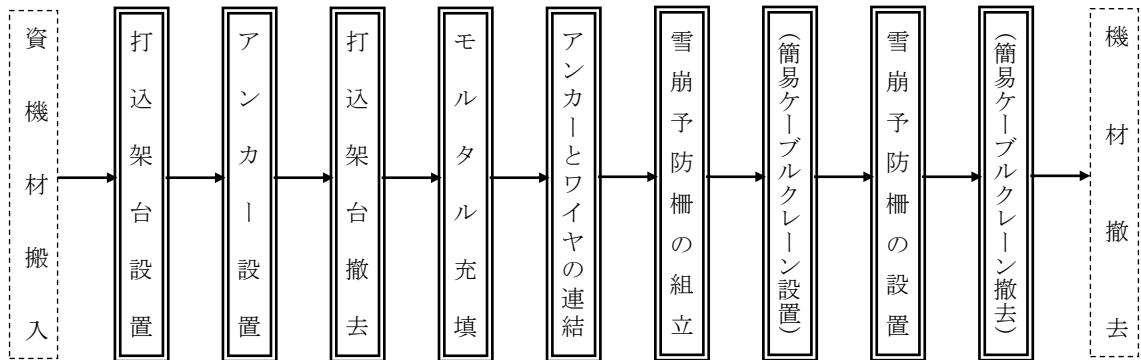 資機材搬入
打込架台設置
アンカー設置
打込架台撤去
モルタル充填
アンカーとワイヤの連結
雪崩予防柵の組立
(簡易ケーブルクレーン設置)
雪崩予防柵の設置
(簡易ケーブルクレーン撤去)
機材撤去